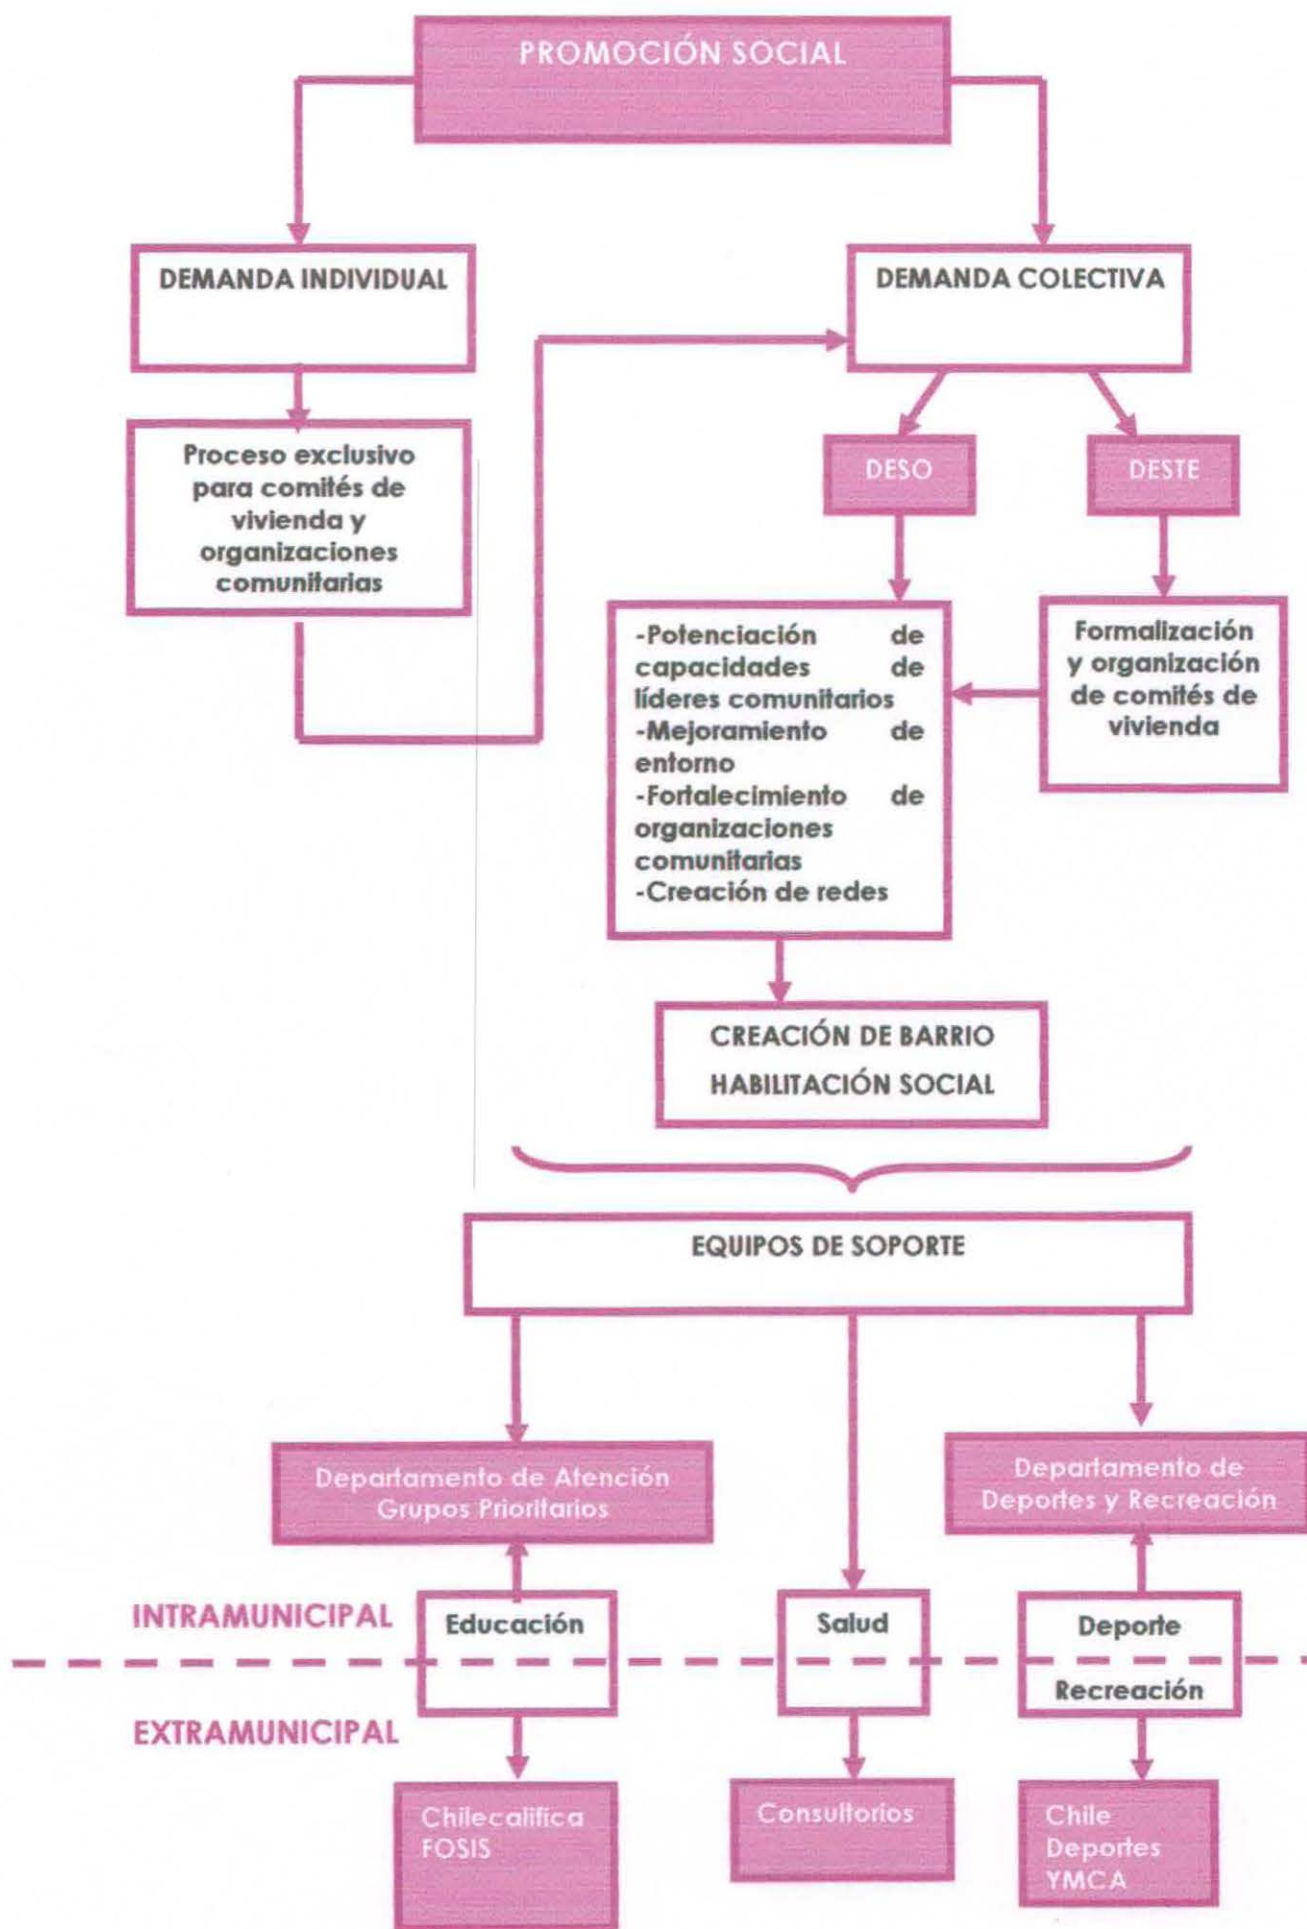 PROMOCIÓN SOCIAL
DEMANDA INDIVIDUAL
DEMANDA COLECTIVA
Proceso exclusivo
para comités de
vivienda y
organizaciones
comunitarias
DESO
DESTE
-Potenciación de
capacidades de
líderes comunitarios
-Mejoramiento de
entorno
-Fortalecimiento de
organizaciones
comunitarias
-Creación de redes
Formalización
y organización
de comités de
vivienda
CREACIÓN DE BARRIO
HABILITACIÓN SOCIAL
EQUIPOS DE SOPORTE
Departamento de Atención
Grupos Prioritarios
Departamento de
Deportes y Recreación
INTRAMUNICIPAL
Educación
Salud
Deporte
Recreación
EXTRAMUNICIPAL
Chilecalifica
FOSIS
Consultorios
Chile
Deportes
YMCA